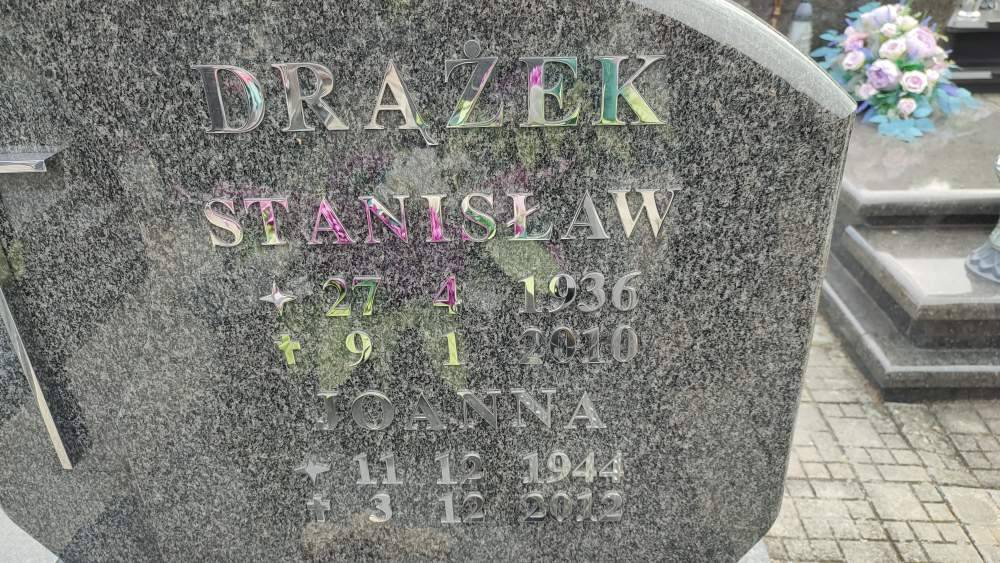 DRĄŻEK
STANISŁAW
27 4 1936
9 1 2010
JOANNA
11 12 1944
3 12 2012